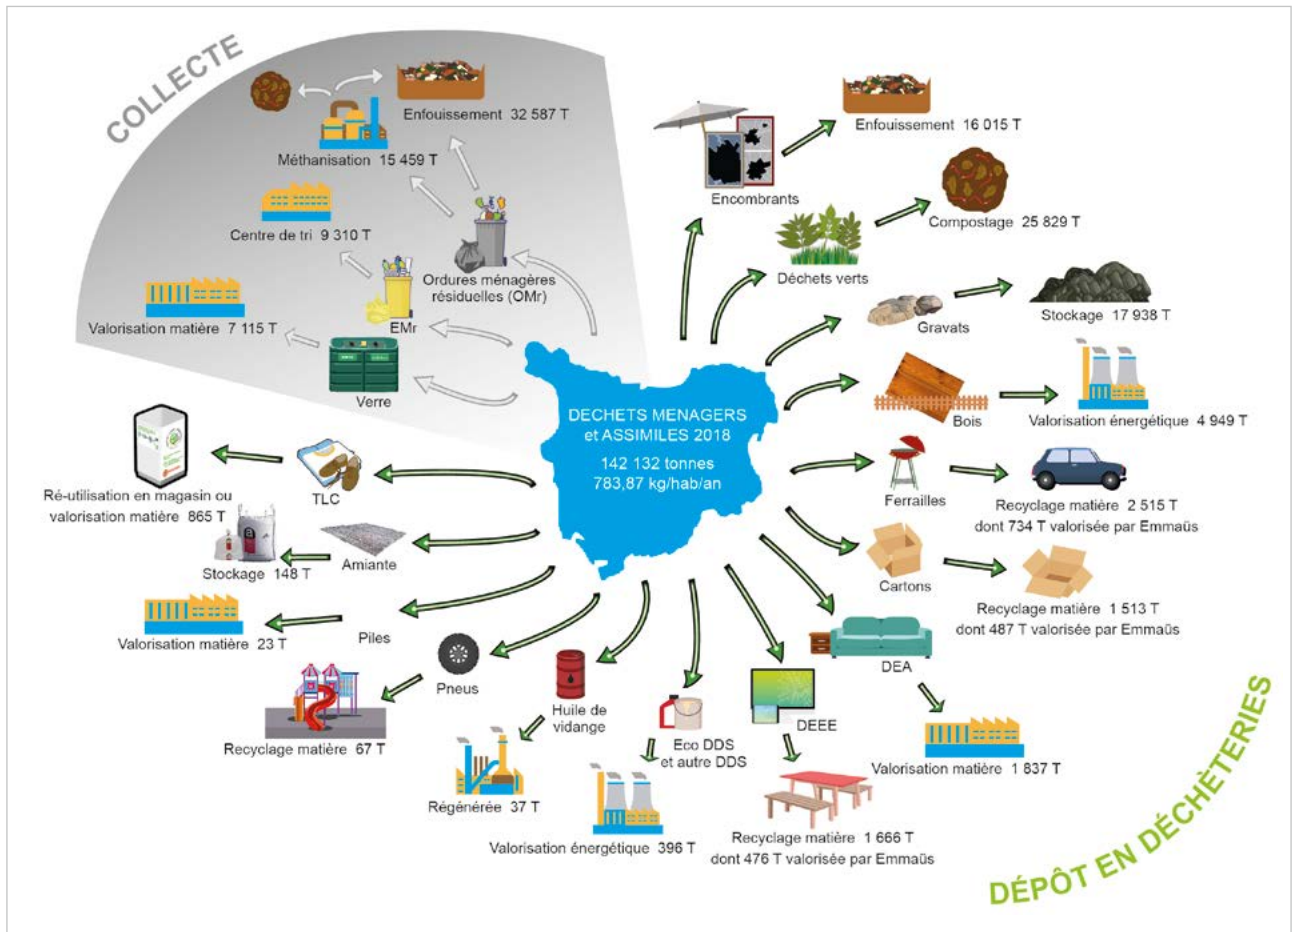 COLLECTE
Enfouissement 32 587 T
Méthanisation 15 459 T
Centre de tri 9 310 T
Ordures ménagères
résiduelles (OMr)
Valorisation matière 7 115 T
EMr
Verre
Enfouissement 16 015 T
Encombrants
Compostage 25 829 T
Déchets verts
Stockage 17 938 T
Gravats
Bois
Valorisation énergétique 4 949 T
DECHETS MENAGERS
et ASSIMILES 2018
142 132 tonnes
783,87 kg/hab/an
Ferrailles
Recyclage matière 2 515 T
dont 734 T valorisée par Emmaüs
Cartons
Recyclage matière 1 513 T
dont 487 T valorisée par Emmaüs
DEA
Valorisation matière 1 837 T
DEEE
Recyclage matière 1 666 T
dont 476 T valorisée par Emmaüs
Eco DDS
et autre DDS
Valorisation énergétique 396 T
Huile de
vidange
Régénérée 37 T
Pneus
Recyclage matière 67 T
Piles
Valorisation matière 23 T
Amiante
Stockage 148 T
TLC
Ré-utilisation en magasin ou
valorisation matière 865 T
DÉPÔT EN DÉCHÈTERIES